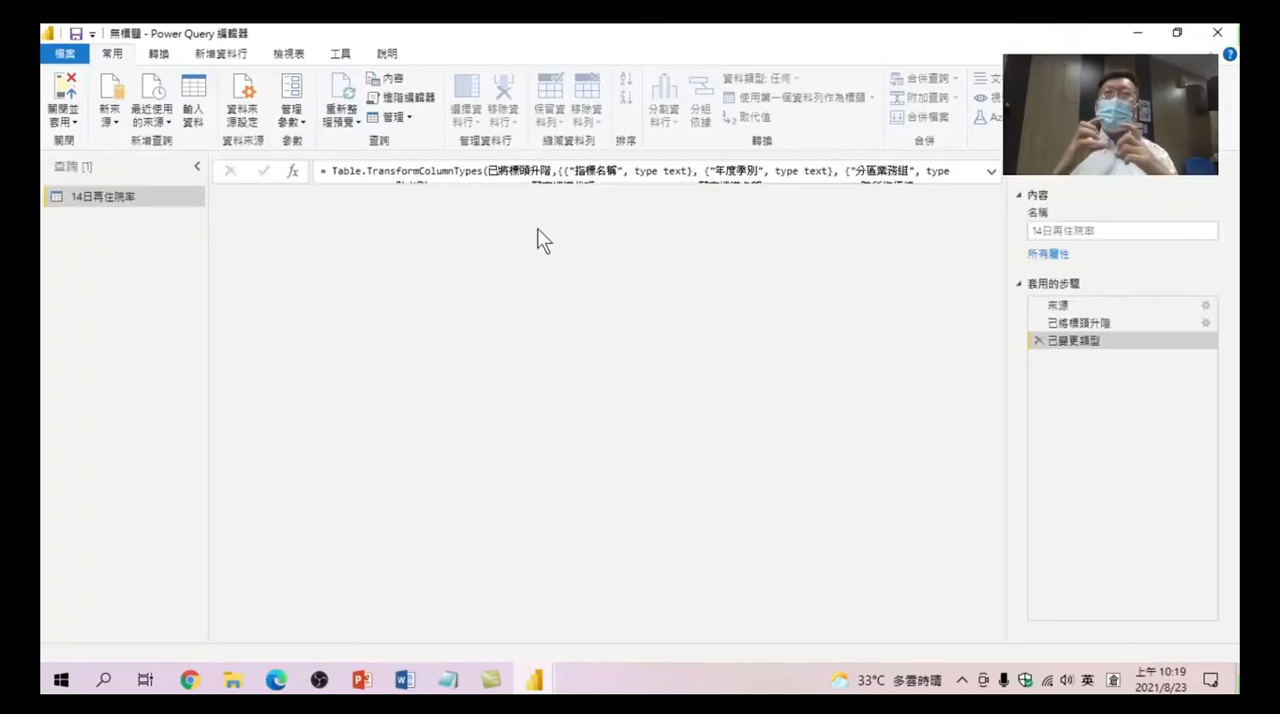 無標題 - Power Query 編輯器
檔案 常用 轉換 新增資料行 檢視表 工具 說明
關閉並套用 新來源 最近使用的來源 輸入資料 資料來源設定 管理參數 重新整理預覽 內容 進階編輯器 管理 選擇資料行 移除資料行 保留資料列 移除資料列 分割資料行 分組依據 資料類型: 任何 使用第一個資料列作為標頭 取代值 合併查詢 附加查詢 合併檔案
關閉 新增查詢 資料來源 參數 查詢 管理資料行 縮減資料列 排序 轉換 合併
查詢 [1]
fx = Table.TransformColumnTypes(已將標頭升階,{{"指標名稱", type text}, {"年度季別", type text}, {"分區業務組", type
14日再住院率
內容
名稱
14日再住院率
所有屬性
套用的步驟
來源
已將標頭升階
已變更類型
33°C 多雲時晴 英 倉 上午 10:19
2021/8/23